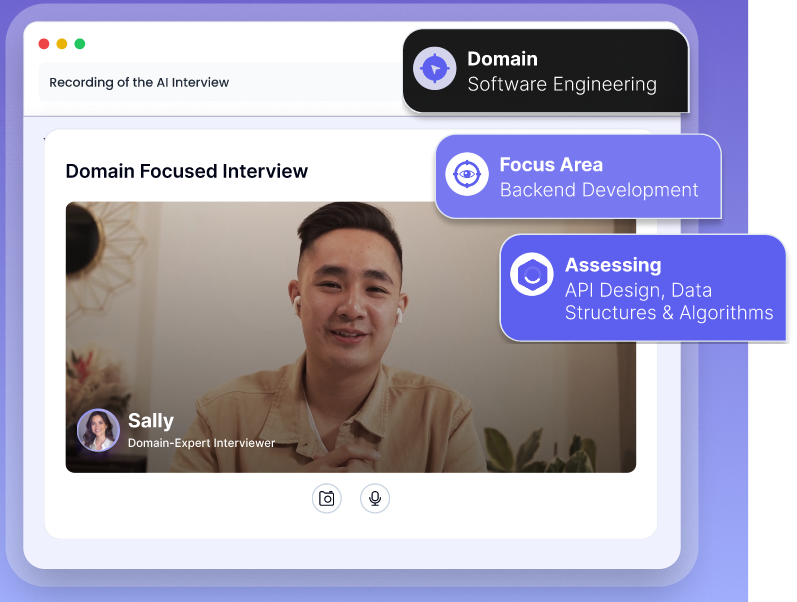 Recording of the AI Interview
Domain
Software Engineering
Domain Focused Interview
Focus Area
Backend Development
Assessing
API Design, Data
Structures & Algorithms
Sally
Domain-Expert Interviewer